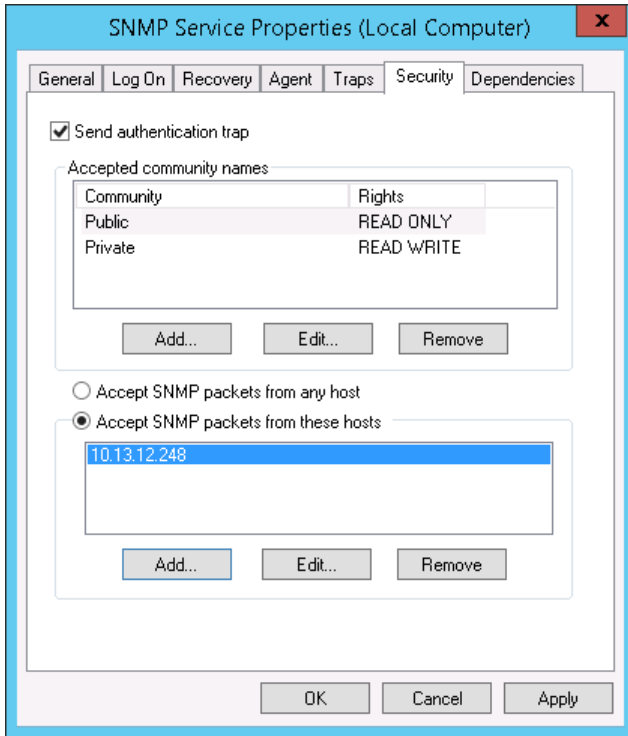 SNMP Service Properties (Local Computer)
x
General Log On Recovery Agent Traps Security Dependencies
Send authentication trap
Accepted community names
Community Rights
Public READ ONLY
Private READ WRITE
Add... Edit... Remove
Accept SNMP packets from any host
Accept SNMP packets from these hosts
10.13.12.248
Add... Edit... Remove
OK Cancel Apply